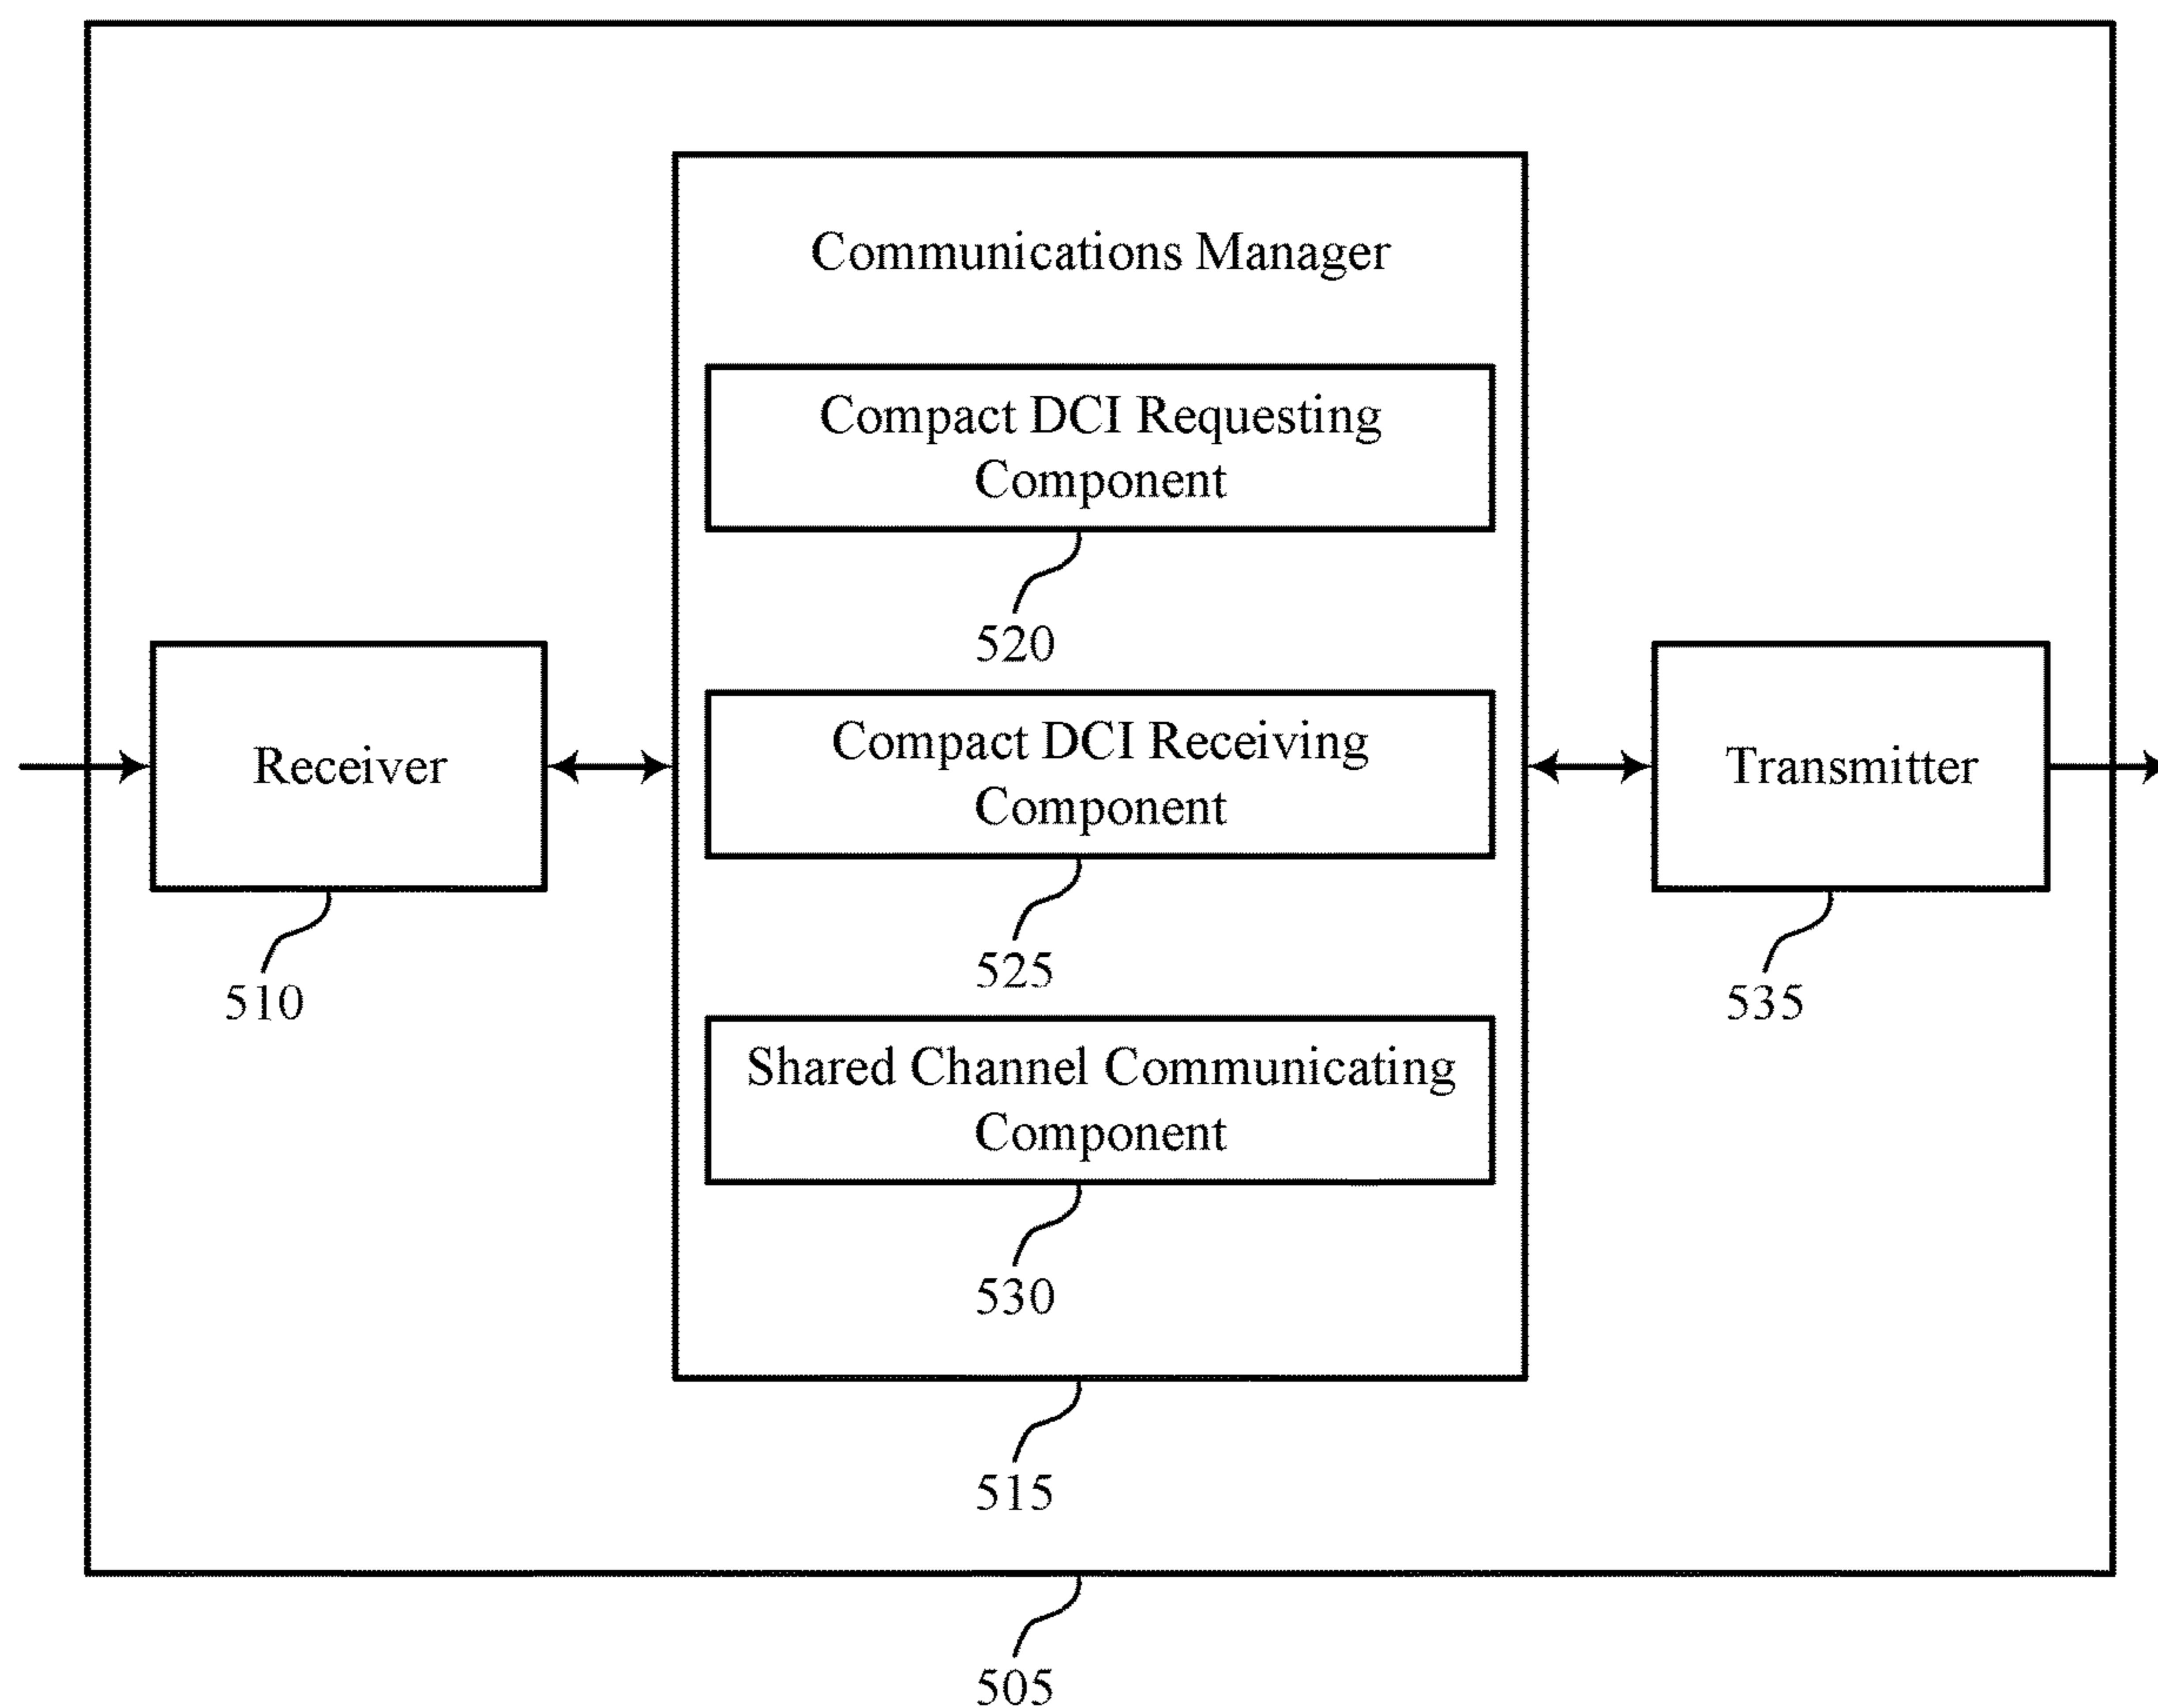 Communications Manager
Compact DCI Requesting
Component
520
Receiver
510
Compact DCI Receiving
Component
525
Transmitter
535
Shared Channel Communicating
Component
530
515
505